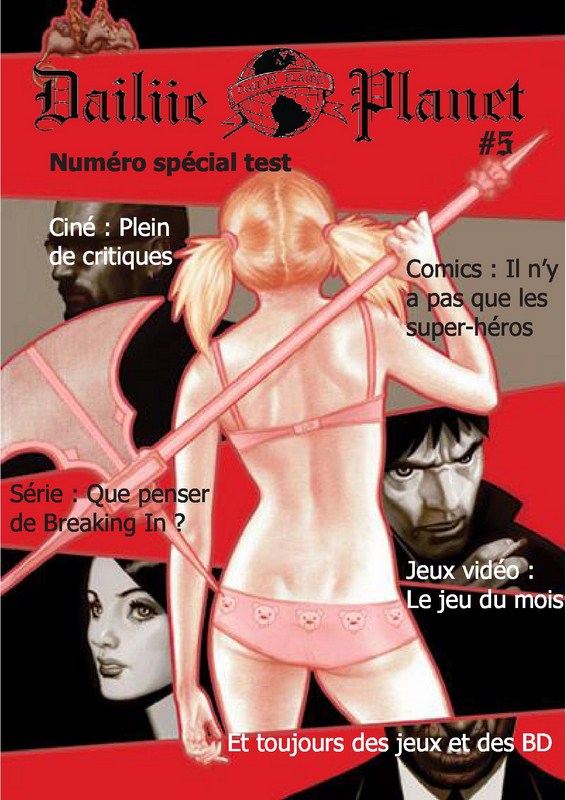 Dailiie Planet
#5
Numéro spécial test
Ciné : Plein
de critiques
Comics : Il n'y
a pas que les
super-héros
Série : Que penser
de Breaking In ?
Jeux vidéo :
Le jeu du mois
Et toujours des jeux et des BD